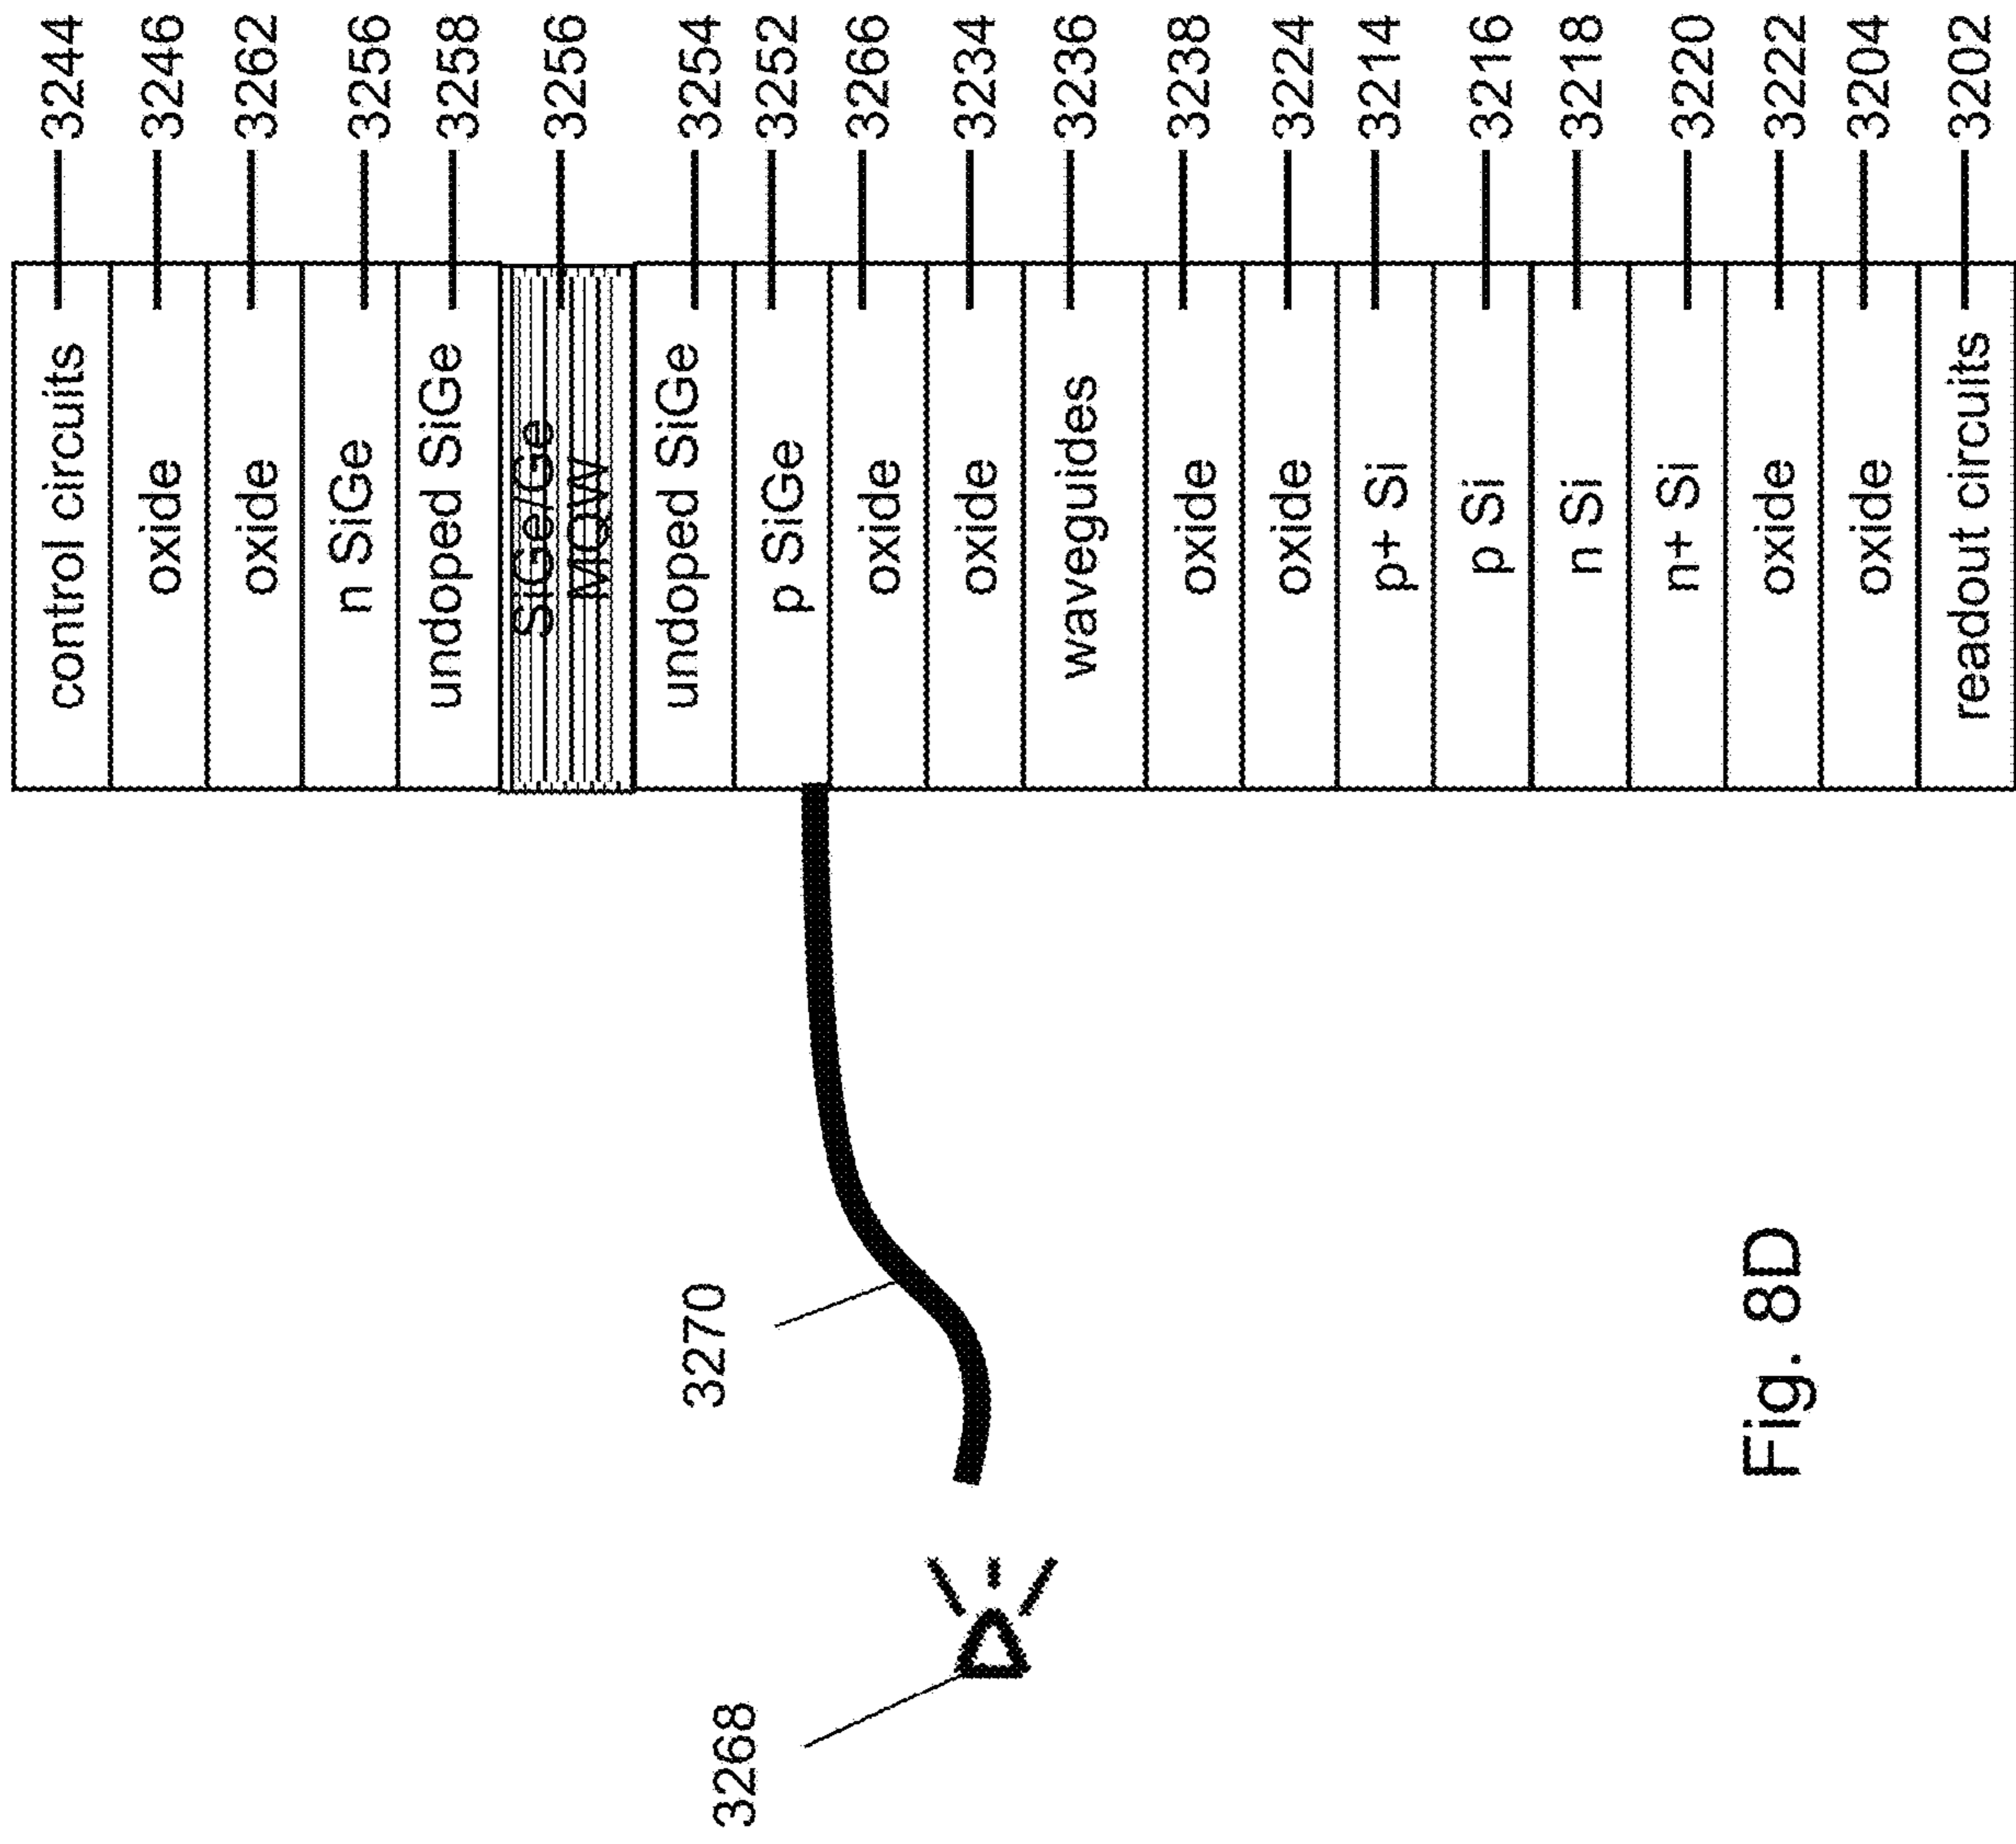 control circuits 3244
oxide 3246
oxide 3262
n SiGe 3256
undoped SiGe 3258
SiGe/Ge
MQW 3256
undoped SiGe 3254
p SiGe 3252
oxide 3266
oxide 3234
waveguides 3236
oxide 3238
oxide 3224
p+ Si 3214
p Si 3216
n Si 3218
n+ Si 3220
oxide 3222
oxide 3204
readout circuits 3202
3270
3268
Fig. 8D